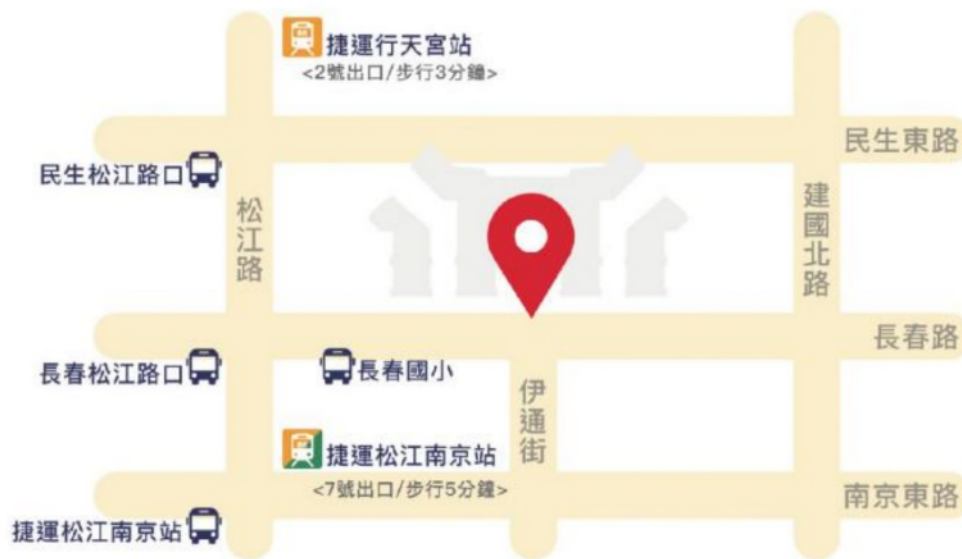 捷運行天宮站
<2號出口/步行3分鐘>
民生東路
民生松江路口
松江路
建國北路
長春路
長春松江路口
長春國小
伊通街
捷運松江南京站
<7號出口/步行5分鐘>
南京東路
捷運松江南京站